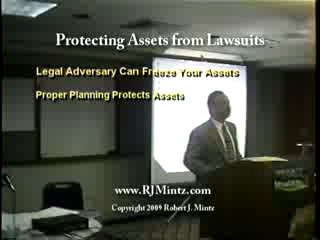 Protecting Assets from Lawsuits
Legal Adversary Can Freeze Your Assets
Proper Planning Protects Assets
www.RJMintz.com
Copyright 2009 Robert J. Mintz